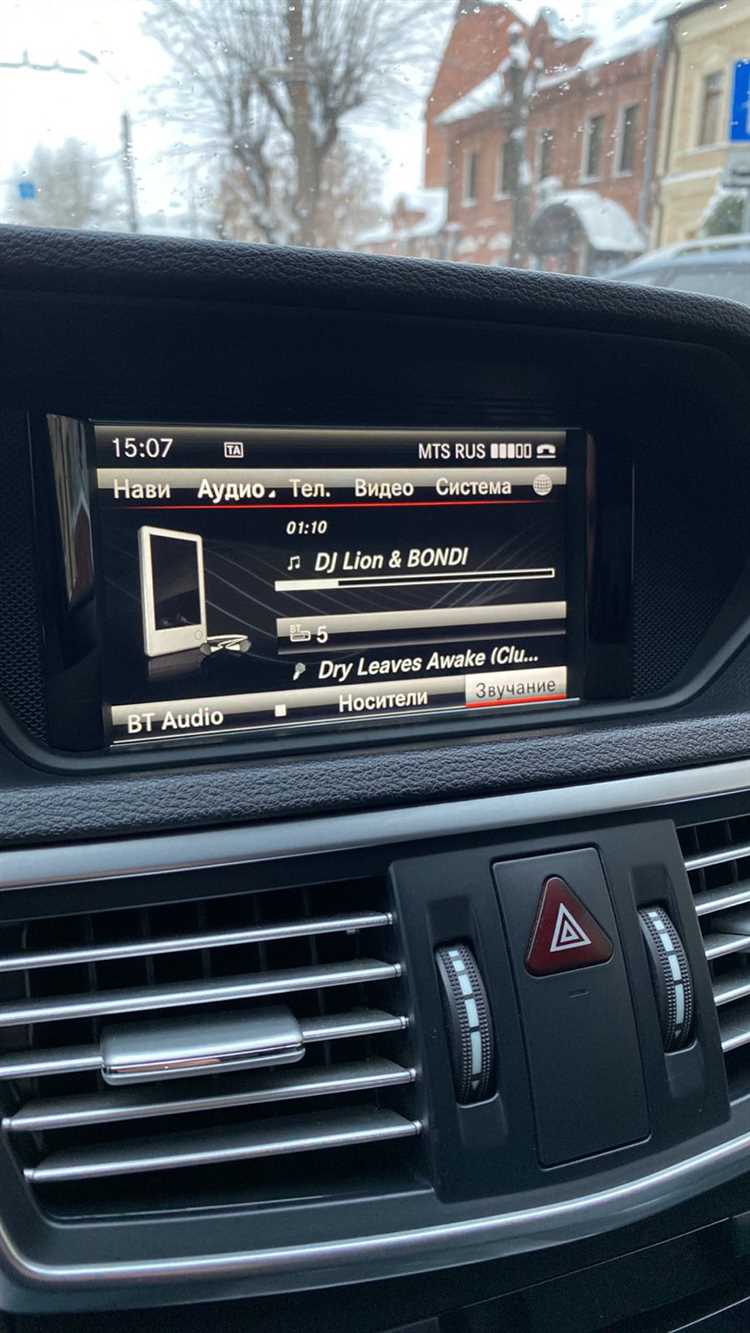 15:07 TA MTS RUS
Нави Аудио Тел. Видео Система
01:10
DJ Lion & BONDI
BT 5
Dry Leaves Awake (Clu...
BT Audio Носители Звучание